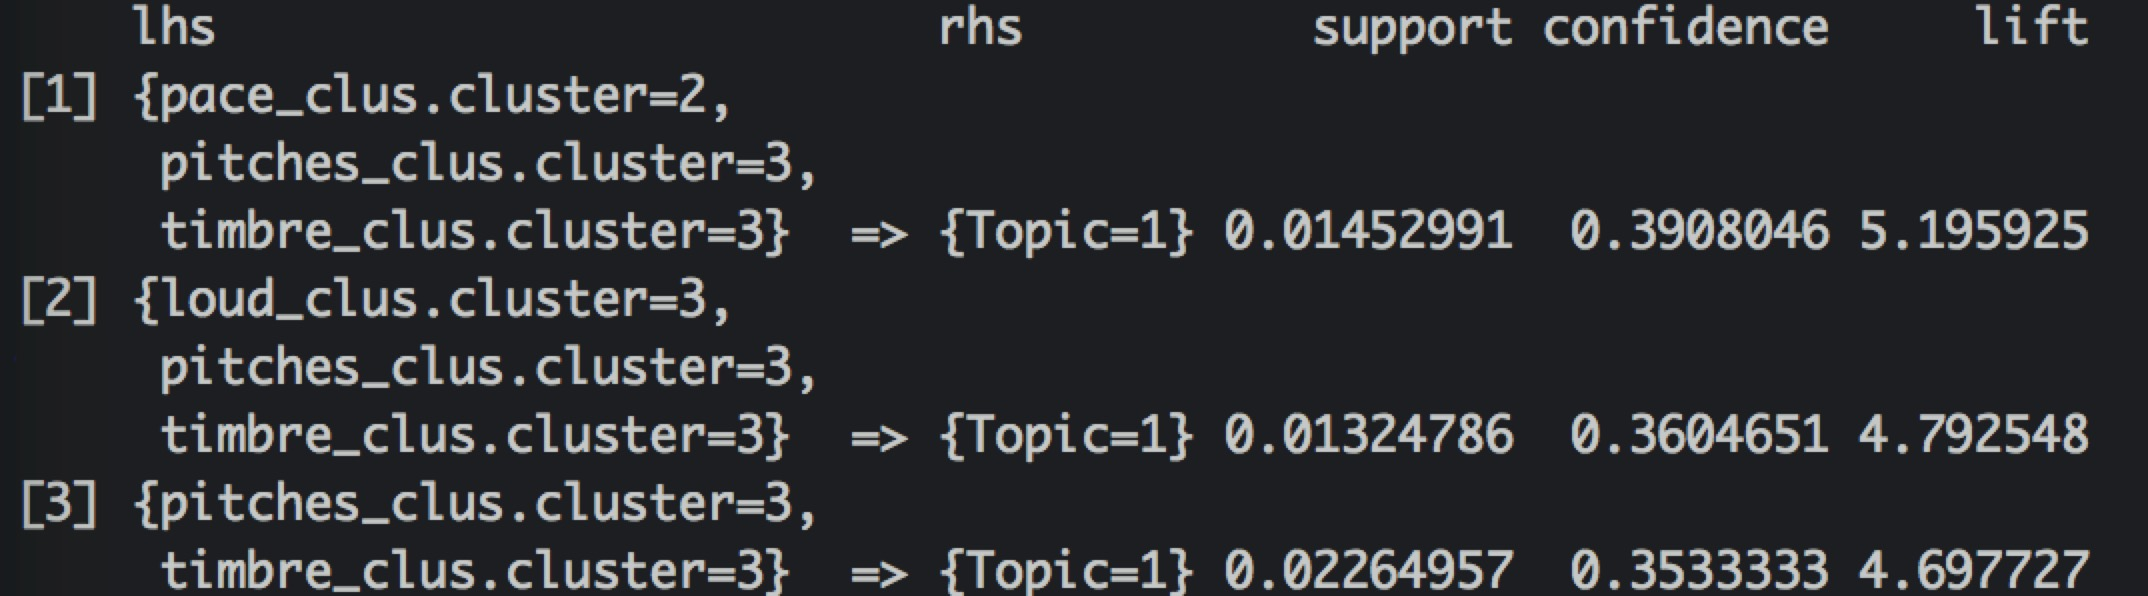 lhs rhs support confidence lift
[1] {pace_clus.cluster=2,
pitches_clus.cluster=3,
timbre_clus.cluster=3} => {Topic=1} 0.01452991 0.3908046 5.195925
[2] {loud_clus.cluster=3,
pitches_clus.cluster=3,
timbre_clus.cluster=3} => {Topic=1} 0.01324786 0.3604651 4.792548
[3] {pitches_clus.cluster=3,
timbre_clus.cluster=3} => {Topic=1} 0.02264957 0.3533333 4.697727